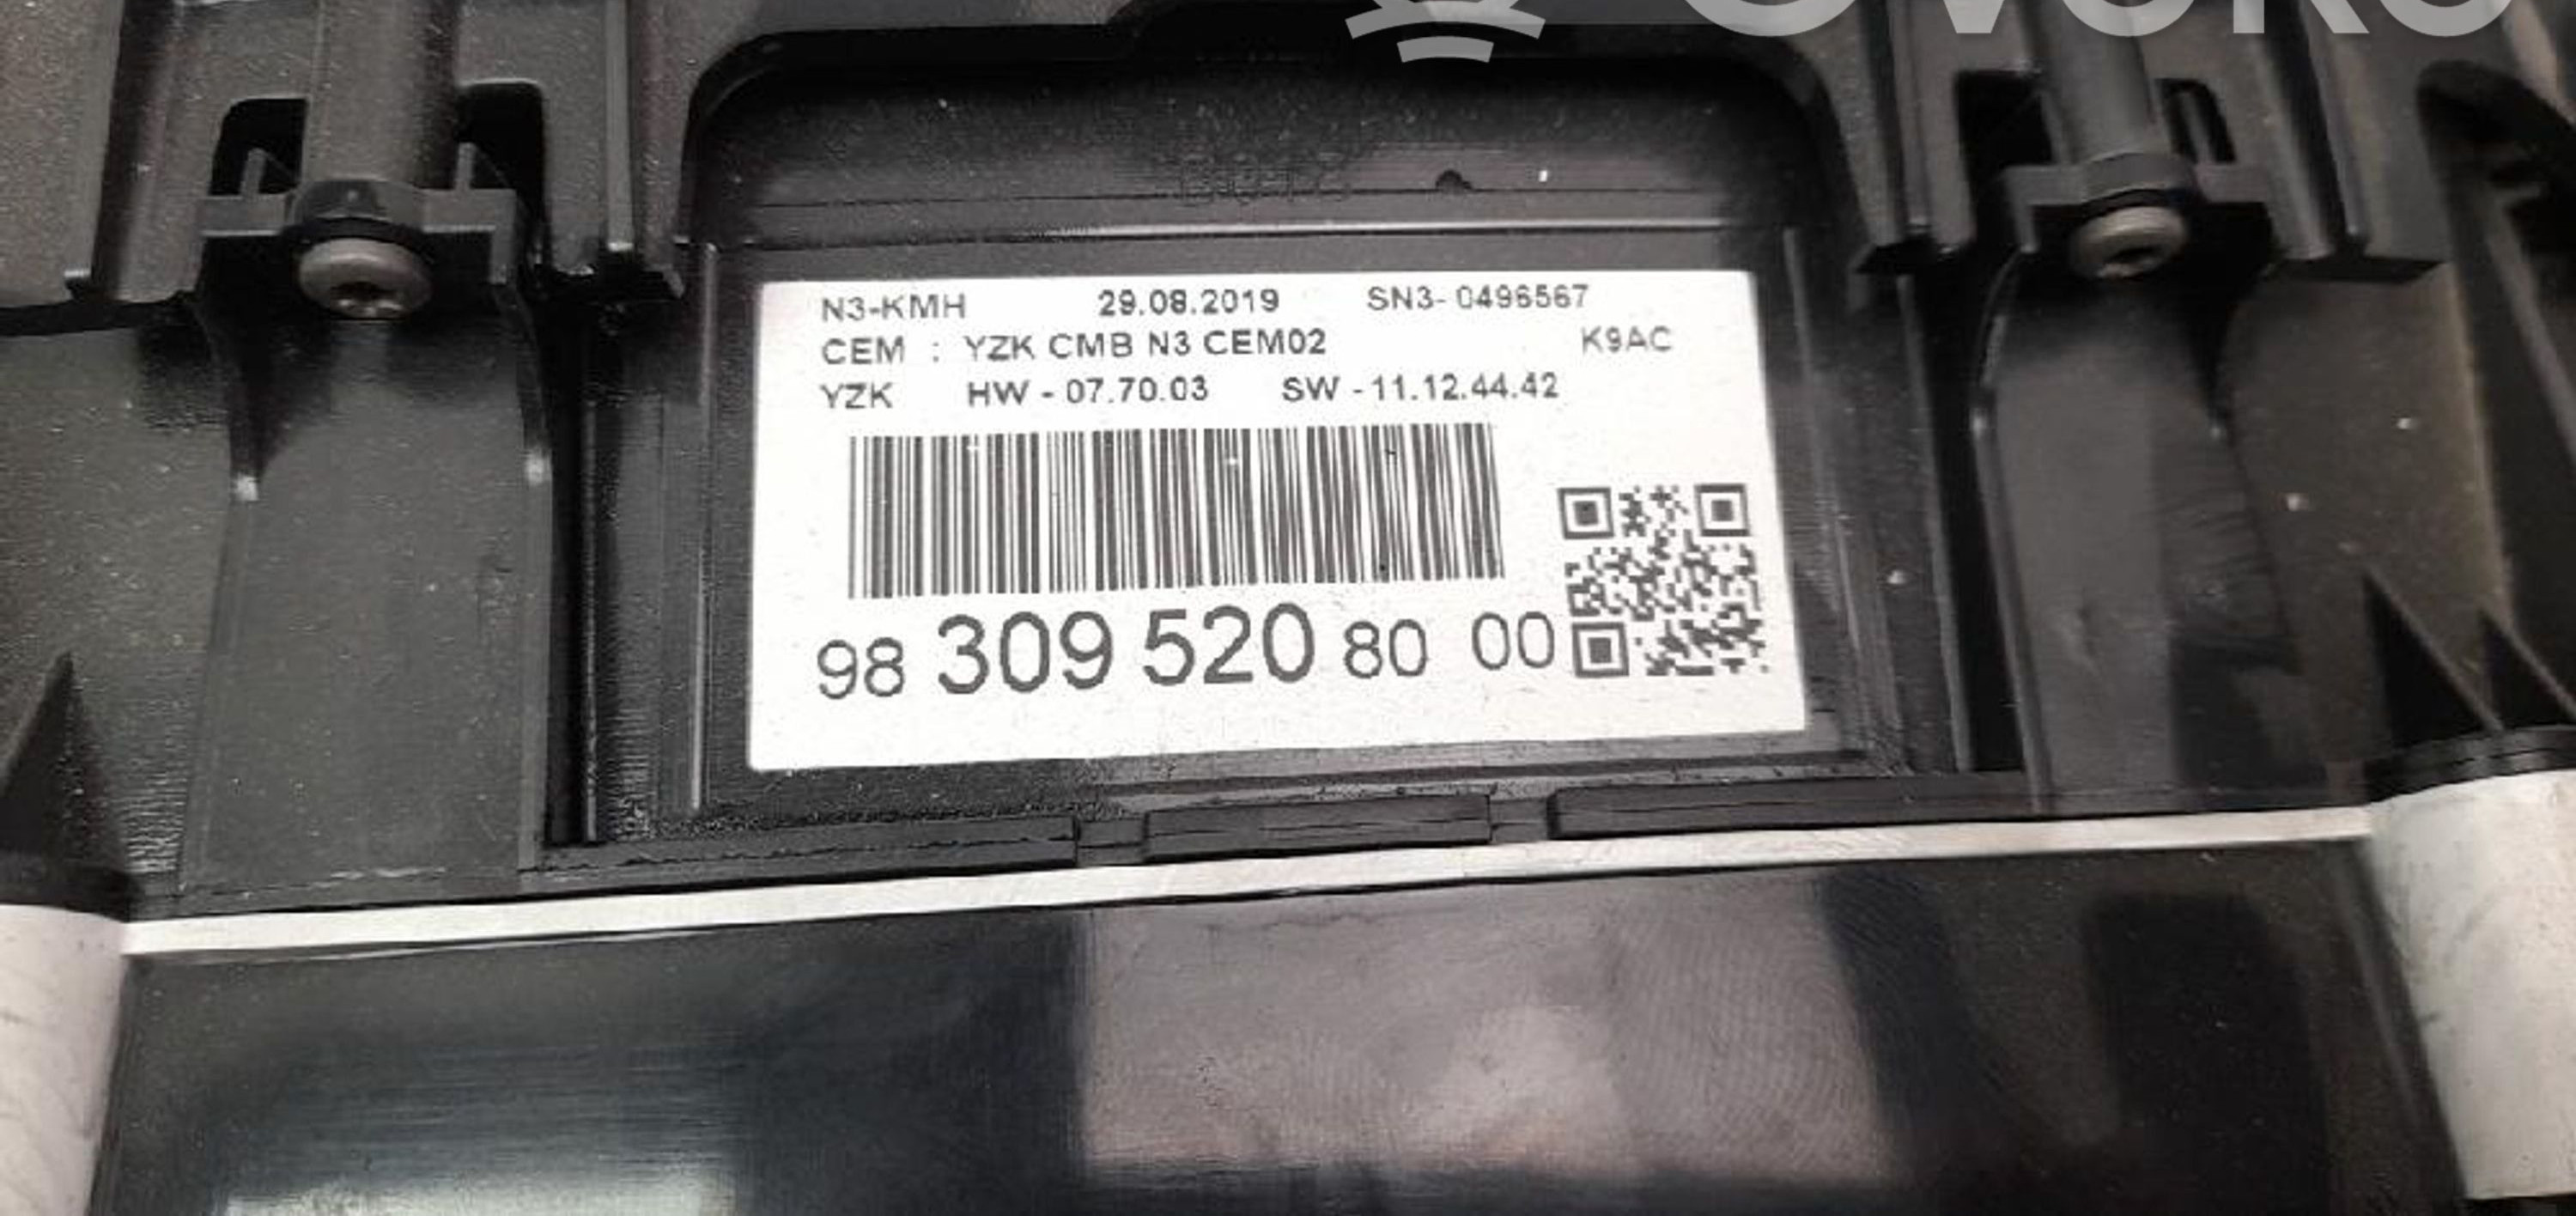 N3-KMH 29.08.2019 SN3- 0496567
CEM : YZK CMB N3 CEM02 K9AC
YZK HW - 07.70.03 SW - 11.12.44.42
98 309 520 80 00